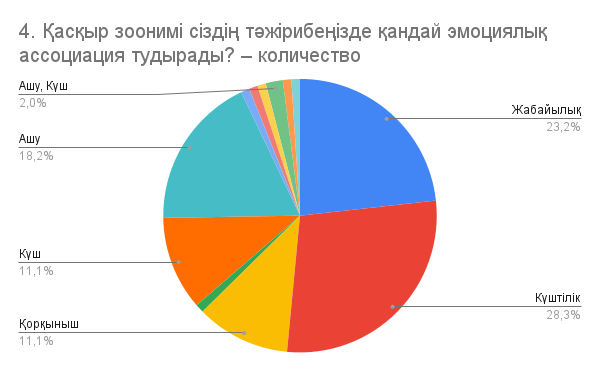 4. Қасқыр зоонимі сіздің тәжірибеңізде қандай эмоциялық
ассоциация тудырады? – количество
Ашу, Күш
2,0%
Жабайылық
23,2%
Ашу
18,2%
Күш
11,1%
Күштілік
28,3%
Қорқыныш
11,1%